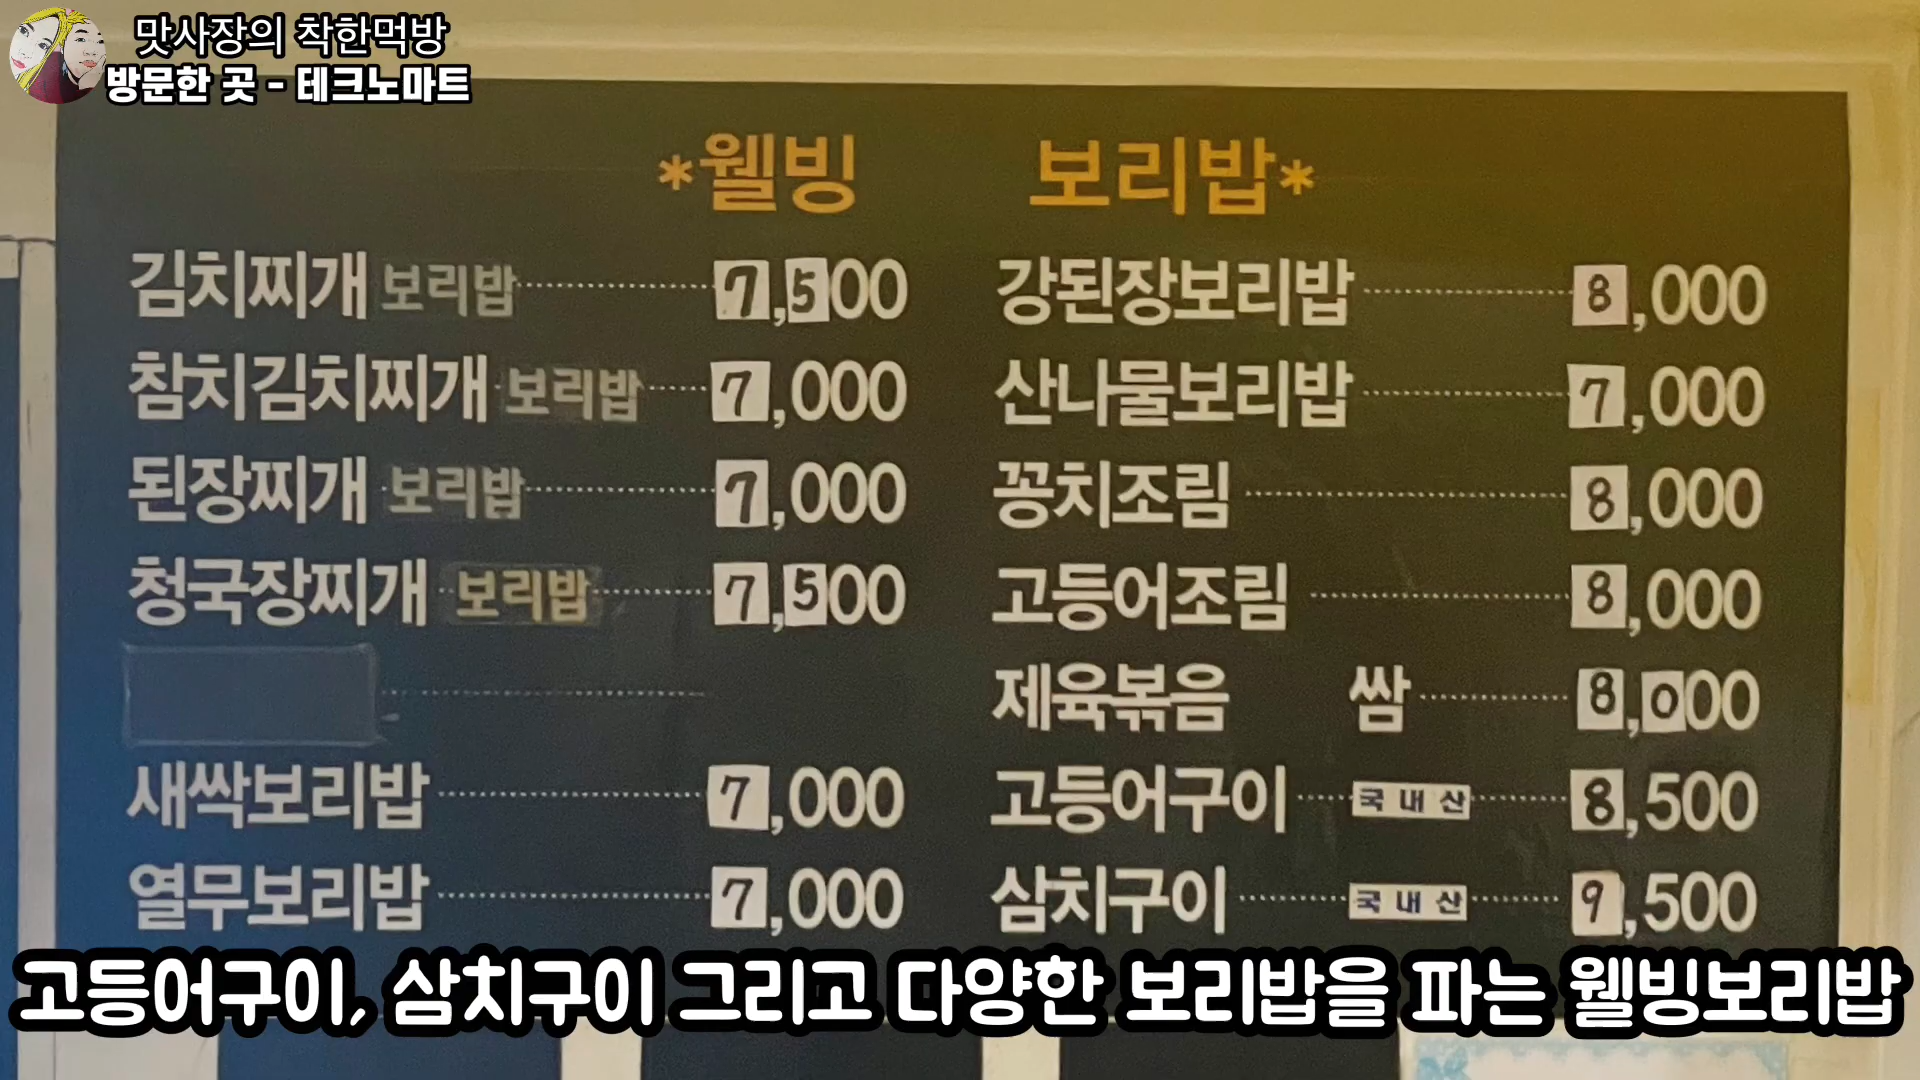 맛사장의 착한먹방
방문한 곳 - 테크노마트
*웰빙 보리밥*
김치찌개 보리밥 7,500
참치김치찌개 보리밥 7,000
된장찌개 보리밥 7,000
청국장찌개 보리밥 7,500
새싹보리밥 7,000
열무보리밥 7,000
강된장보리밥 8,000
산나물보리밥 7,000
꽁치조림 8,000
고등어조림 8,000
제육볶음 쌈 8,000
고등어구이 국내산 8,500
삼치구이 국내산 9,500
고등어구이, 삼치구이 그리고 다양한 보리밥을 파는 웰빙보리밥